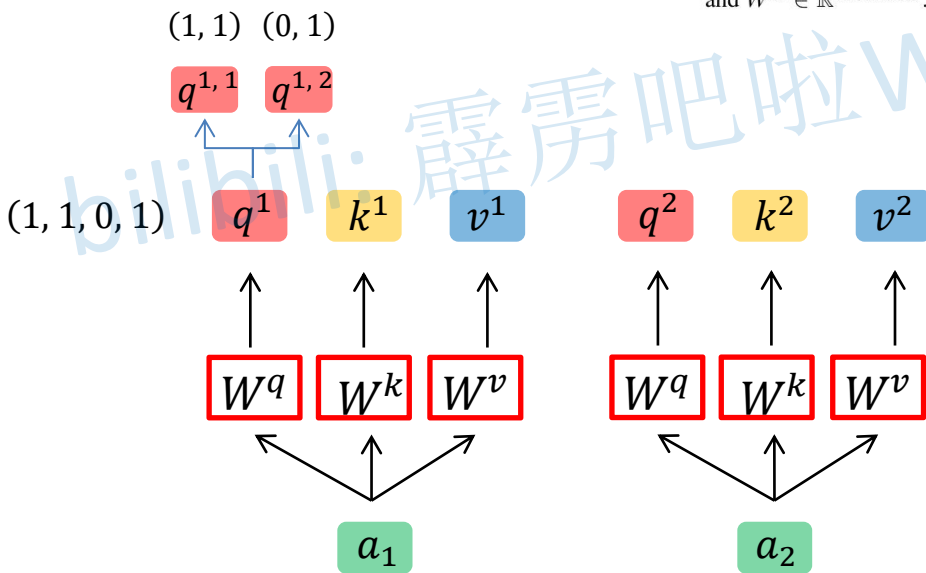 and W ∈ ℝ
(1, 1) (0, 1)
q^{1, 1} q^{1, 2}
bilibili: 霹雳吧啦W
(1, 1, 0, 1) q^1 k^1 v^1 q^2 k^2 v^2
W^q W^k W^v W^q W^k W^v
a_1 a_2